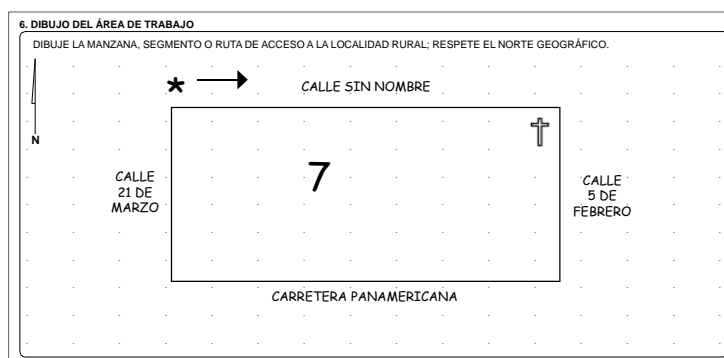 6. DIBUJO DEL ÁREA DE TRABAJO
DIBUJE LA MANZANA, SEGMENTO O RUTA DE ACCESO A LA LOCALIDAD RURAL; RESPETE EL NORTE GEOGRÁFICO.
* CALLE SIN NOMBRE
N
7
CALLE
21 DE
MARZO
CALLE
5 DE
FEBRERO
CARRETERA PANAMERICANA